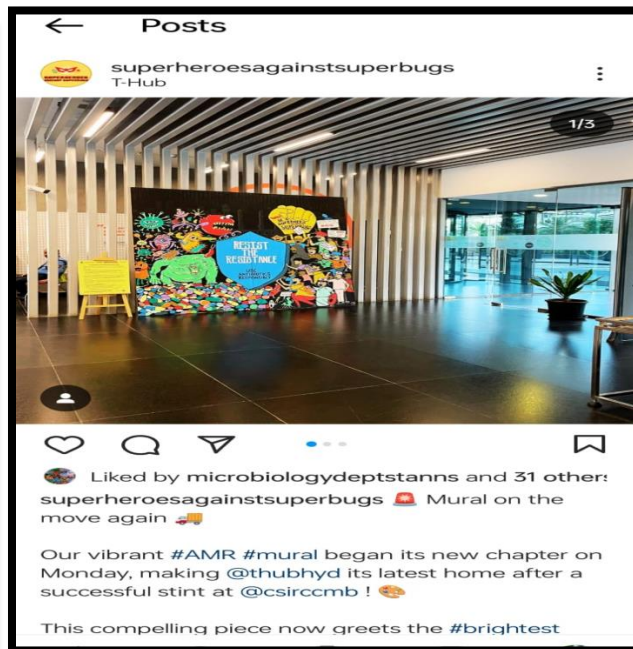 Posts
superheroesagainstsuperbugs
T-Hub
1/3
RESIST
THE
RESISTANCE
Liked by microbiologydeptstanns and 31 others
superheroesagainstsuperbugs 🚨 Mural on the
move again 🚚
Our vibrant #AMR #mural began its new chapter on
Monday, making @thubhyd its latest home after a
successful stint at @csirccmb ! 🎨
This compelling piece now greets the #brightest